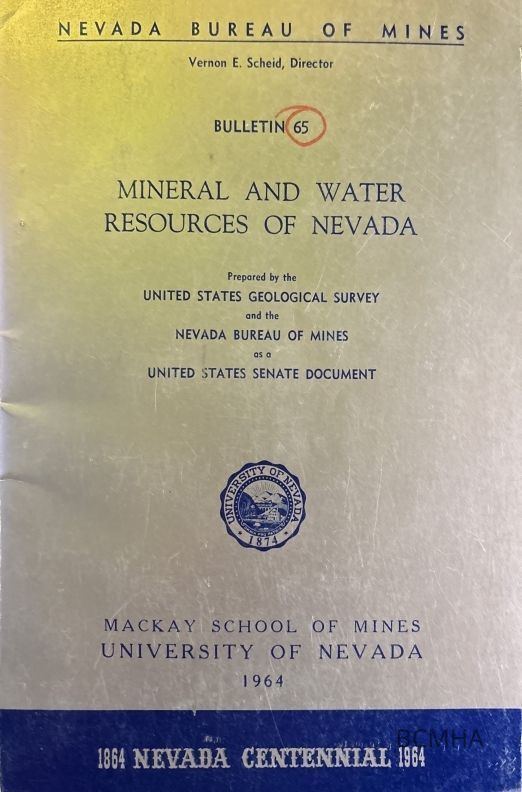 NEVADA BUREAU OF MINES
Vernon E. Scheid, Director
BULLETIN 65
MINERAL AND WATER
RESOURCES OF NEVADA
Prepared by the
UNITED STATES GEOLOGICAL SURVEY
and the
NEVADA BUREAU OF MINES
as a
UNITED STATES SENATE DOCUMENT
UNIVERSITY OF NEVADA
1874
MACKAY SCHOOL OF MINES
UNIVERSITY OF NEVADA
1964
BCMHA
1864 NEVADA CENTENNIAL 1964